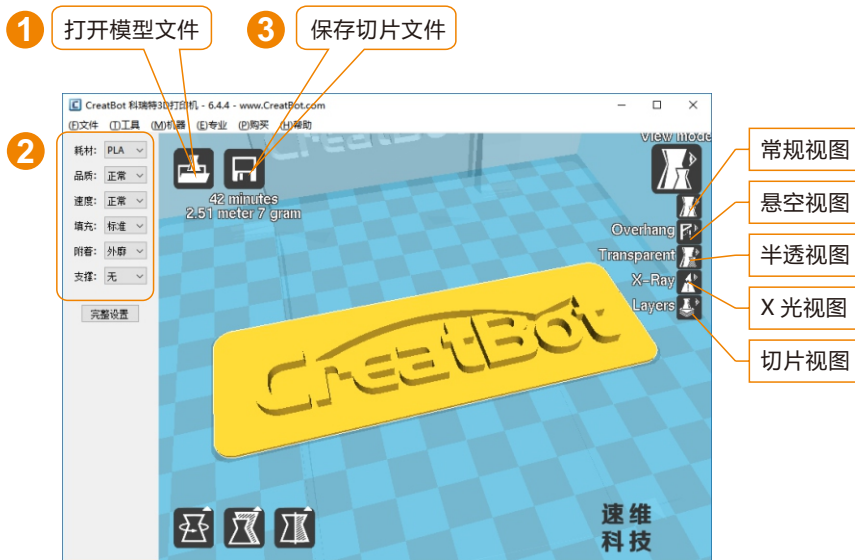 1 打开模型文件
3 保存切片文件
CreatBot 科瑞特3D打印机 - 6.4.4 - www.CreatBot.com
(F)文件 (T)工具 (M)机器 (E)专业 (P)购买 (H)帮助
2
耗材: PLA
品质: 正常
速度: 正常
填充: 标准
附着: 外廓
支撑: 无
完整设置
42 minutes
2.51 meter 7 gram
CreatBot
View mode
Overhang
Transparent
X-Ray
Layers
常规视图
悬空视图
半透视图
X 光视图
切片视图
CreatBot
速维
科技